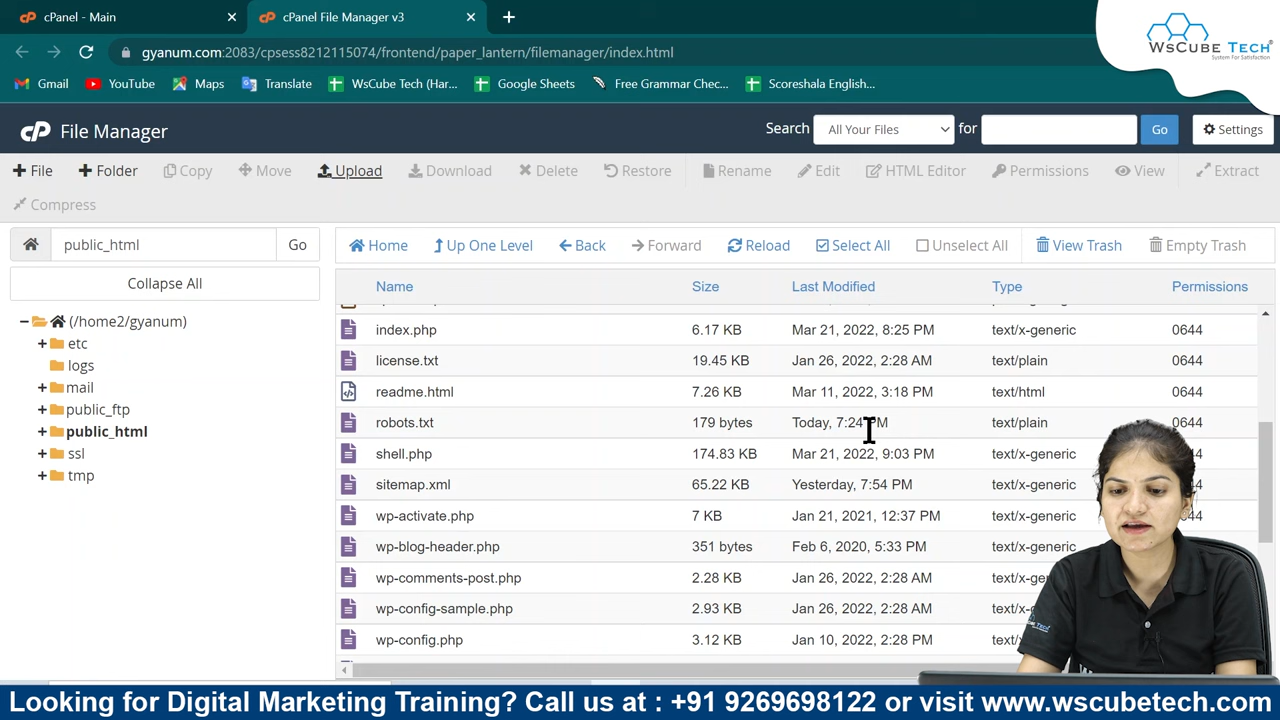 cPanel - Main
cPanel File Manager v3
gyanum.com:2083/cpsess8212115074/frontend/paper_lantern/filemanager/index.html
Gmail YouTube Maps Translate WsCube Tech (Har... Google Sheets Free Grammar Chec... Scoreshala English...
WsCube Tech
System For Satisfaction
cP File Manager
Search All Your Files for Go Settings
File Folder Copy Move Upload Download Delete Restore Rename Edit HTML Editor Permissions View Extract
Compress
public_html Go
Collapse All
(/home2/gyanum)
etc
logs
mail
public_ftp
public_html
ssl
tmp
Home Up One Level Back Forward Reload Select All Unselect All View Trash Empty Trash
Name Size Last Modified Type Permissions
index.php 6.17 KB Mar 21, 2022, 8:25 PM text/x-generic 0644
license.txt 19.45 KB Jan 26, 2022, 2:28 AM text/plain 0644
readme.html 7.26 KB Mar 11, 2022, 3:18 PM text/html 0644
robots.txt 179 bytes Today, 7:24 M text/plain 0644
shell.php 174.83 KB Mar 21, 2022, 9:03 PM text/x-generic
sitemap.xml 65.22 KB Yesterday, 7:54 PM text/x-generic
wp-activate.php 7 KB Jan 21, 2021, 12:37 PM text/x-generic 44
wp-blog-header.php 351 bytes Feb 6, 2020, 5:33 PM text/x-generic
wp-comments-post.php 2.28 KB Jan 26, 2022, 2:28 AM text/x-ge
wp-config-sample.php 2.93 KB Jan 26, 2022, 2:28 AM text/x-g
wp-config.php 3.12 KB Jan 10, 2022, 2:28 PM text/x
Looking for Digital Marketing Training? Call us at : +91 9269698122 or visit www.wscubetech.com